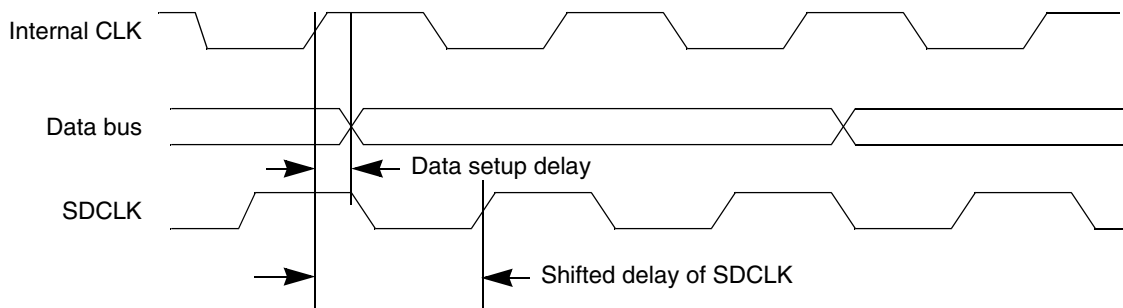 Internal CLK
Data bus
Data setup delay
SDCLK
Shifted delay of SDCLK